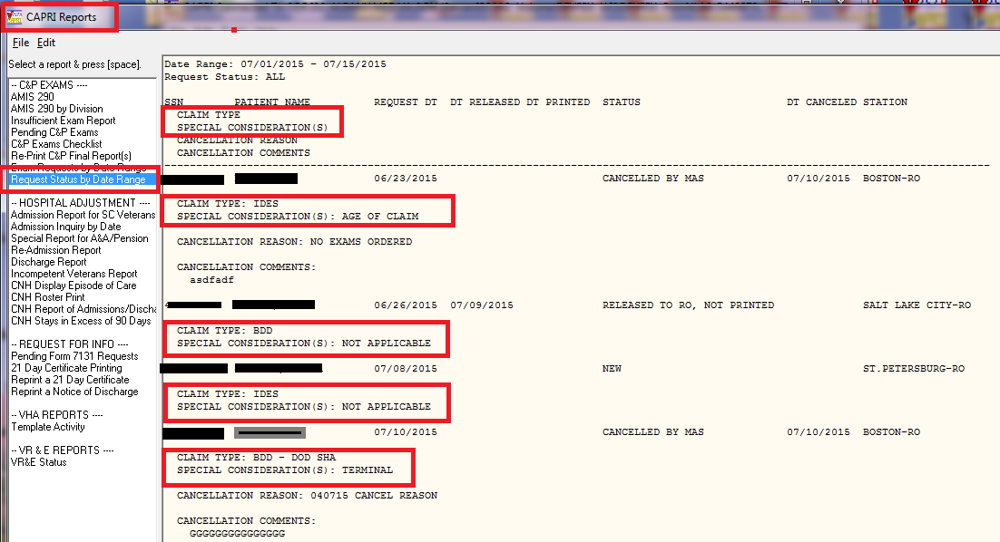 CAPRI Reports
File Edit
Select a report & press [space].
-- C&P EXAMS ----
AMIS 290
AMIS 290 by Division
Insufficient Exam Report
Pending C&P Exams
C&P Exams Checklist
Re-Print C&P Final Report(s)
Exam Requests by Date Range
Request Status by Date Range
-- HOSPITAL ADJUSTMENT ----
Admission Report for SC Veterans
Admission Inquiry by Date
Special Report for A&A/Pension
Re-Admission Report
Discharge Report
Incompetent Veterans Report
CNH Display Episode of Care
CNH Roster Print
CNH Report of Admissions/Discha
CNH Stays in Excess of 90 Days
-- REQUEST FOR INFO ----
Pending Form 7131 Requests
21 Day Certificate Printing
Reprint a 21 Day Certificate
Reprint a Notice of Discharge
-- VHA REPORTS ----
Template Activity
-- VR & E REPORTS ----
VR&E Status
Date Range: 07/01/2015 - 07/15/2015
Request Status: ALL
SSN PATIENT NAME REQUEST DT DT RELEASED DT PRINTED STATUS DT CANCELED STATION
CLAIM TYPE
SPECIAL CONSIDERATION(S)
CANCELLATION REASON
CANCELLATION COMMENTS
06/23/2015 CANCELLED BY MAS 07/10/2015 BOSTON-RO
CLAIM TYPE: IDES
SPECIAL CONSIDERATION(S): AGE OF CLAIM
CANCELLATION REASON: NO EXAMS ORDERED
CANCELLATION COMMENTS:
asdfadf
06/26/2015 07/09/2015 RELEASED TO RO, NOT PRINTED SALT LAKE CITY-RO
CLAIM TYPE: BDD
SPECIAL CONSIDERATION(S): NOT APPLICABLE
07/08/2015 NEW ST.PETERSBURG-RO
CLAIM TYPE: IDES
SPECIAL CONSIDERATION(S): NOT APPLICABLE
07/10/2015 CANCELLED BY MAS 07/10/2015 BOSTON-RO
CLAIM TYPE: BDD - DOD SHA
SPECIAL CONSIDERATION(S): TERMINAL
CANCELLATION REASON: 040715 CANCEL REASON
CANCELLATION COMMENTS:
GGGGGGGGGGGGGGG